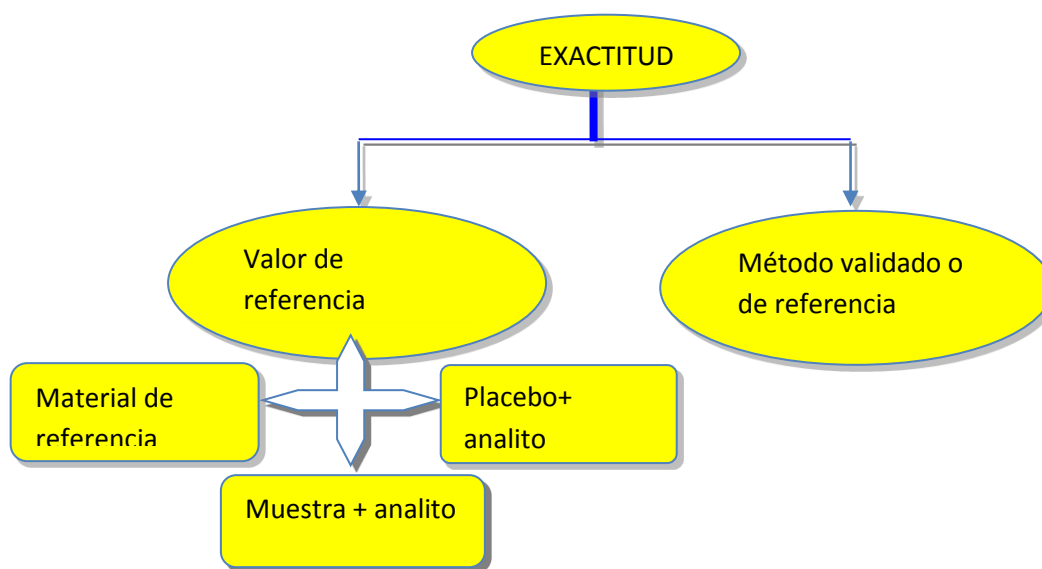 EXACTITUD
Valor de
referencia
Método validado o
de referencia
Material de
referencia
Placebo+
analito
Muestra + analito